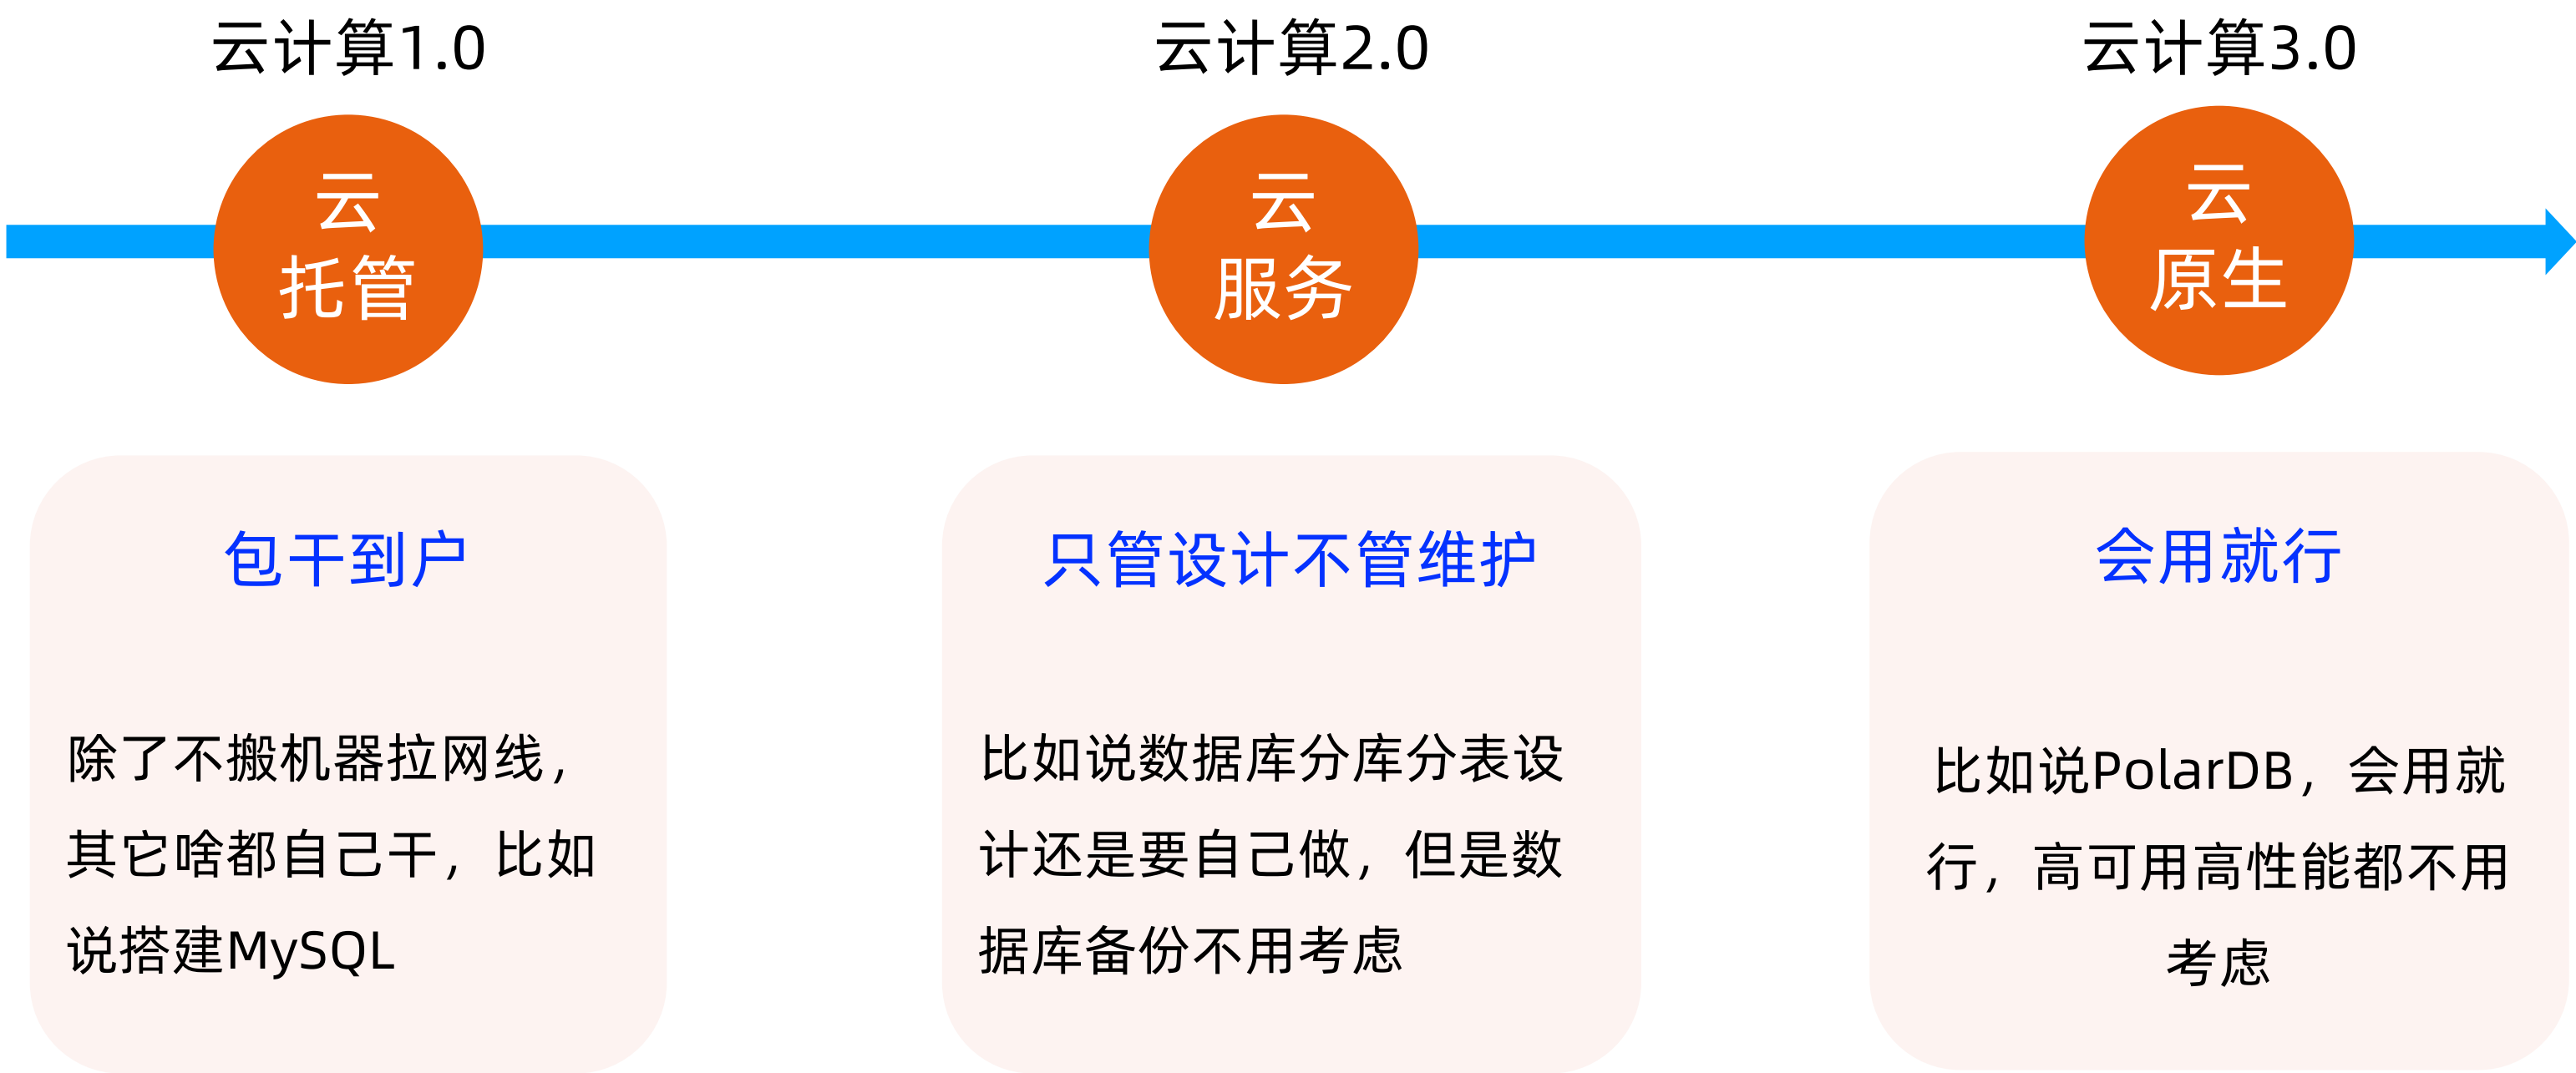 云计算1.0
云
托管
包干到户
除了不搬机器拉网线，
其它啥都自己干，比如
说搭建MySQL
云计算2.0
云
服务
只管设计不管维护
比如说数据库分库分表设
计还是要自己做，但是数
据库备份不用考虑
云计算3.0
云
原生
会用就行
比如说PolarDB，会用就
行，高可用高性能都不用
考虑